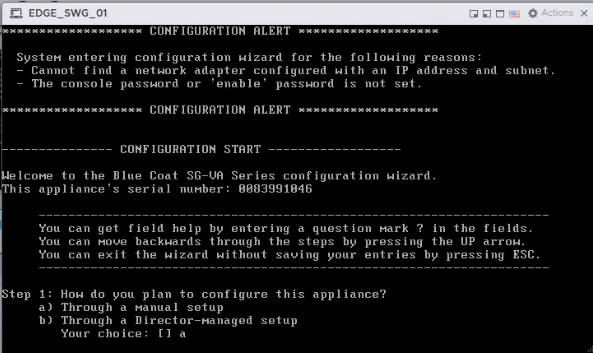 EDGE_SWG_01
Actions
******************* CONFIGURATION ALERT *******************
System entering configuration wizard for the following reasons:
- Cannot find a network adapter configured with an IP address and subnet.
- The console password or 'enable' password is not set.
******************* CONFIGURATION ALERT *******************
--------------- CONFIGURATION START ------------------
Welcome to the Blue Coat SG-VA Series configuration wizard.
This appliance's serial number: 0083991046
---------------------------------------------------------------------
You can get field help by entering a question mark ? in the fields.
You can move backwards through the steps by pressing the UP arrow.
You can exit the wizard without saving your entries by pressing ESC.
---------------------------------------------------------------------
Step 1: How do you plan to configure this appliance?
a) Through a manual setup
b) Through a Director-managed setup
Your choice: [] a